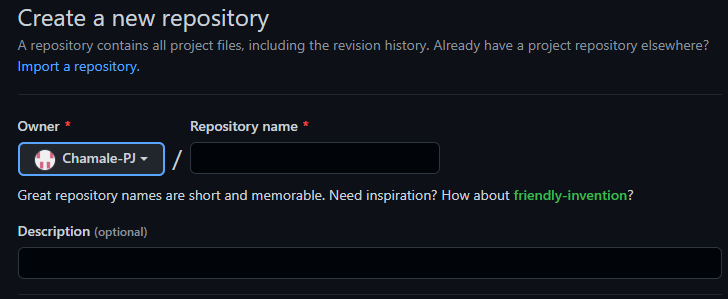 Create a new repository
A repository contains all project files, including the revision history. Already have a project repository elsewhere?
Import a repository.
Owner * Repository name *
Chamale-PJ /
Great repository names are short and memorable. Need inspiration? How about friendly-invention?
Description (optional)